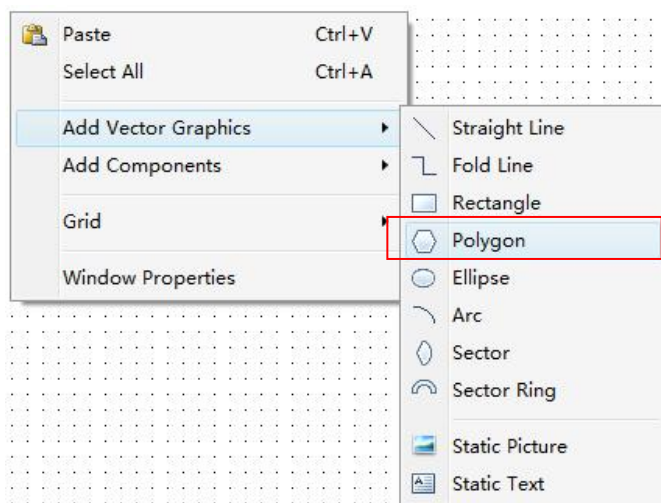 Paste Ctrl+V
Select All Ctrl+A
Add Vector Graphics
Add Components
Grid
Window Properties
Straight Line
Fold Line
Rectangle
Polygon
Ellipse
Arc
Sector
Sector Ring
Static Picture
Static Text